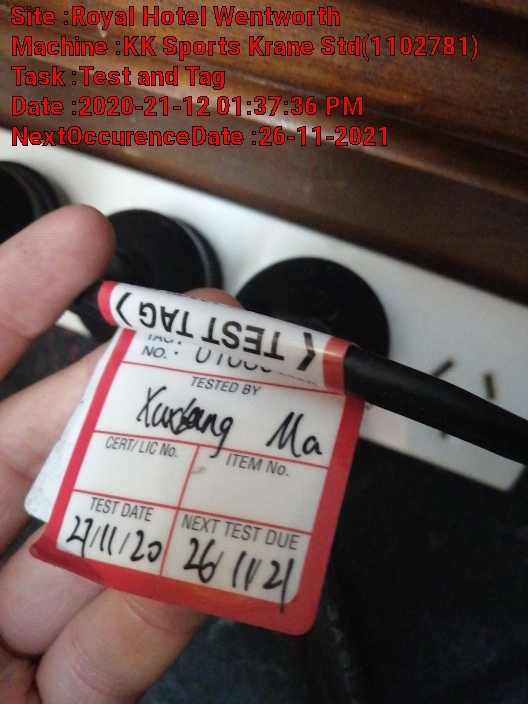 Site :Royal Hotel Wentworth
Machine :KK Sports Krane Std(1102781)
Task :Test and Tag
Date :2020-21-12 01:37:36 PM
NextOccurenceDate :26-11-2021
< TEST TAG >
NO. :
TESTED BY
Ma
CERT/LIC No.
ITEM No.
TEST DATE
NEXT TEST DUE
27/11/20
26/11/21